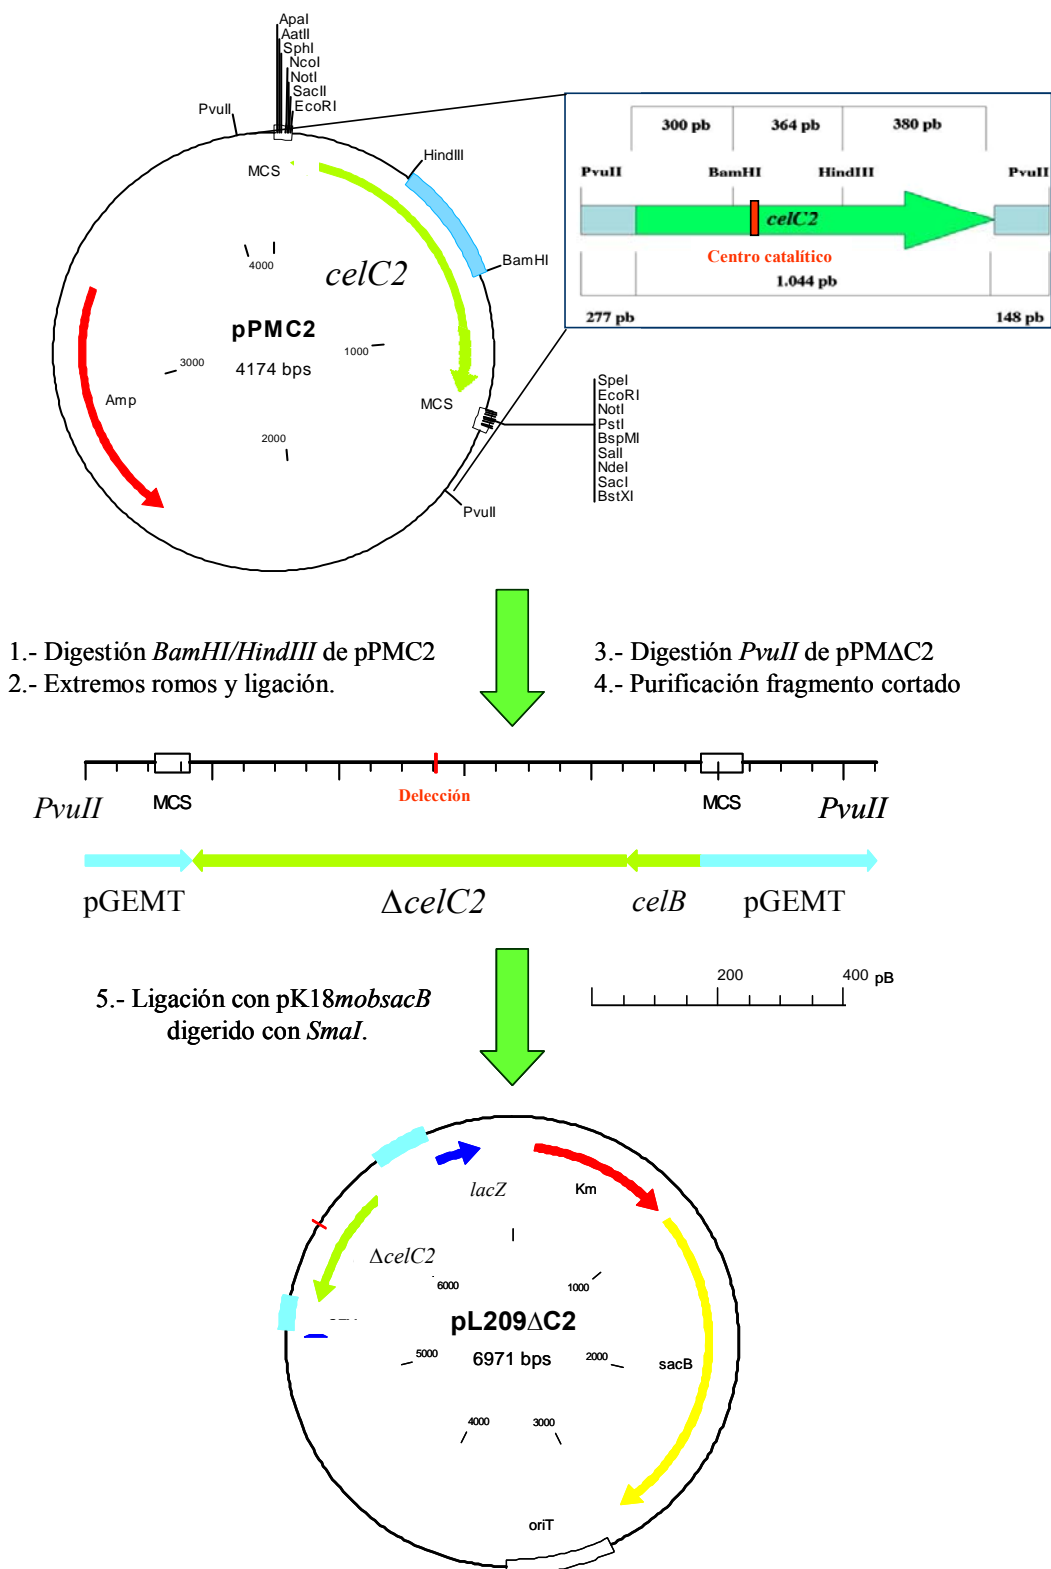 ApaI
AatII
SphI
NcoI
NotI
SacII
EcoRI
PvuII
MCS
HindIII
BamHI
celC2
4000
pPMC2
4174 bps
1000
3000
2000
Amp
MCS
SpeI
EcoRI
NotI
PstI
BspMI
SalI
NdeI
SacI
BstXI
PvuII
300 pb 364 pb 380 pb
PvuII BamHI HindIII PvuII
celC2
Centro catalítico
1.044 pb
277 pb 148 pb
1.- Digestión BamHI/HindIII de pPMC2
2.- Extremos romos y ligación.
3.- Digestión PvuII de pPMΔC2
4.- Purificación fragmento cortado
PvuII MCS Delección MCS PvuII
pGEMT ΔcelC2 celB pGEMT
5.- Ligación con pK18mobsacB
digerido con SmaI.
200 400 pB
lacZ
Km
ΔcelC2
6000
1000
pL209ΔC2
6971 bps
5000
2000
sacB
4000
3000
oriT